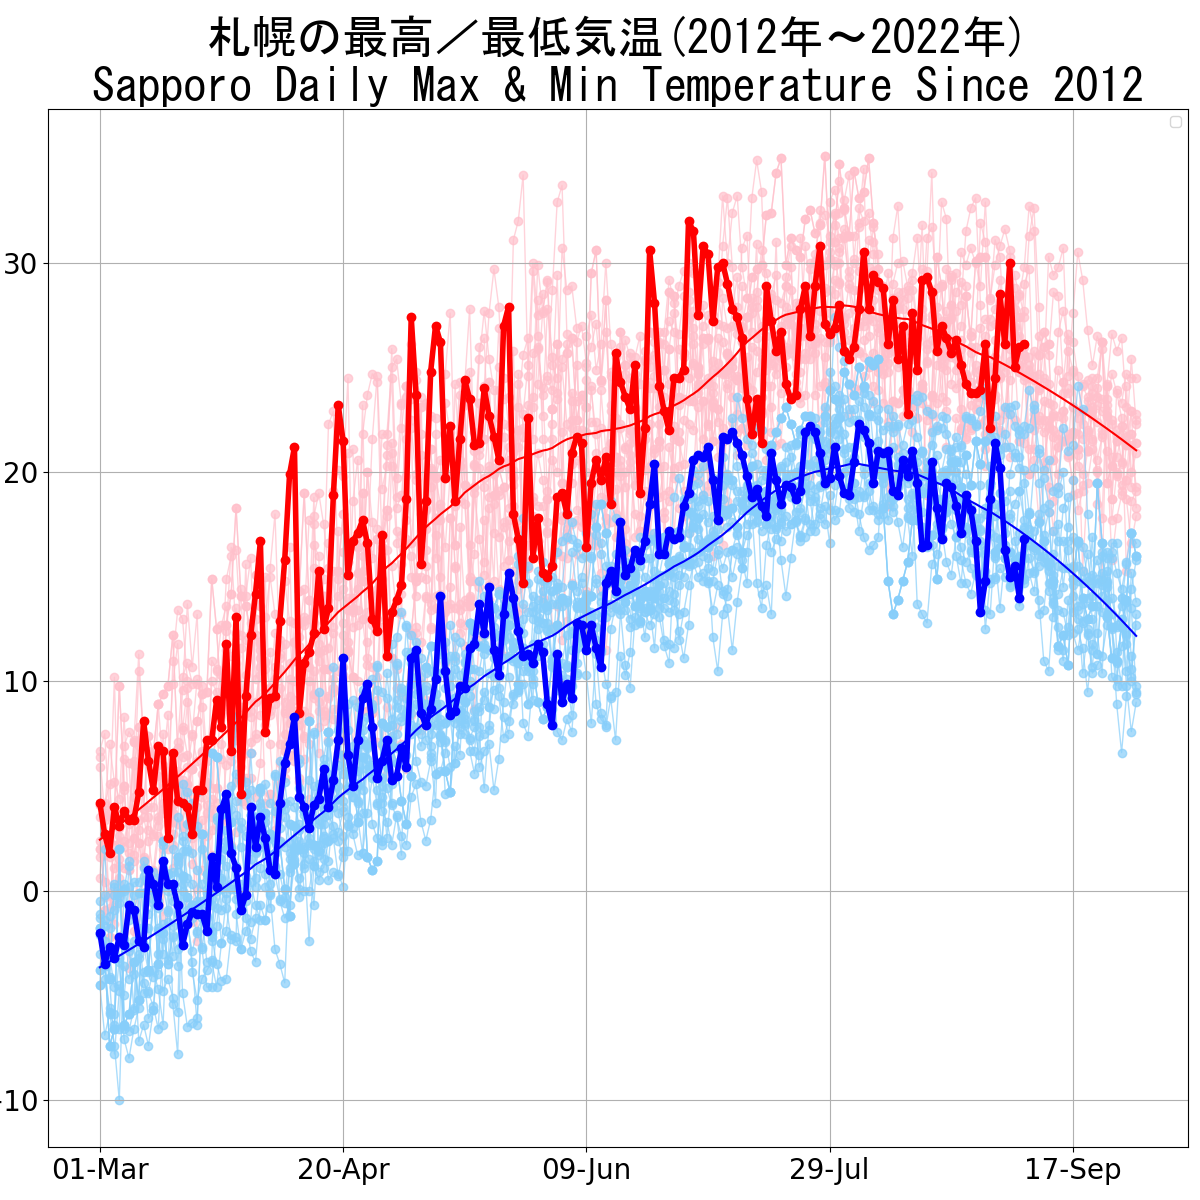 札幌の最高／最低気温(2012年～2022年)
Sapporo Daily Max & Min Temperature Since 2012
30
20
10
0
-10
01-Mar 20-Apr 09-Jun 29-Jul 17-Sep